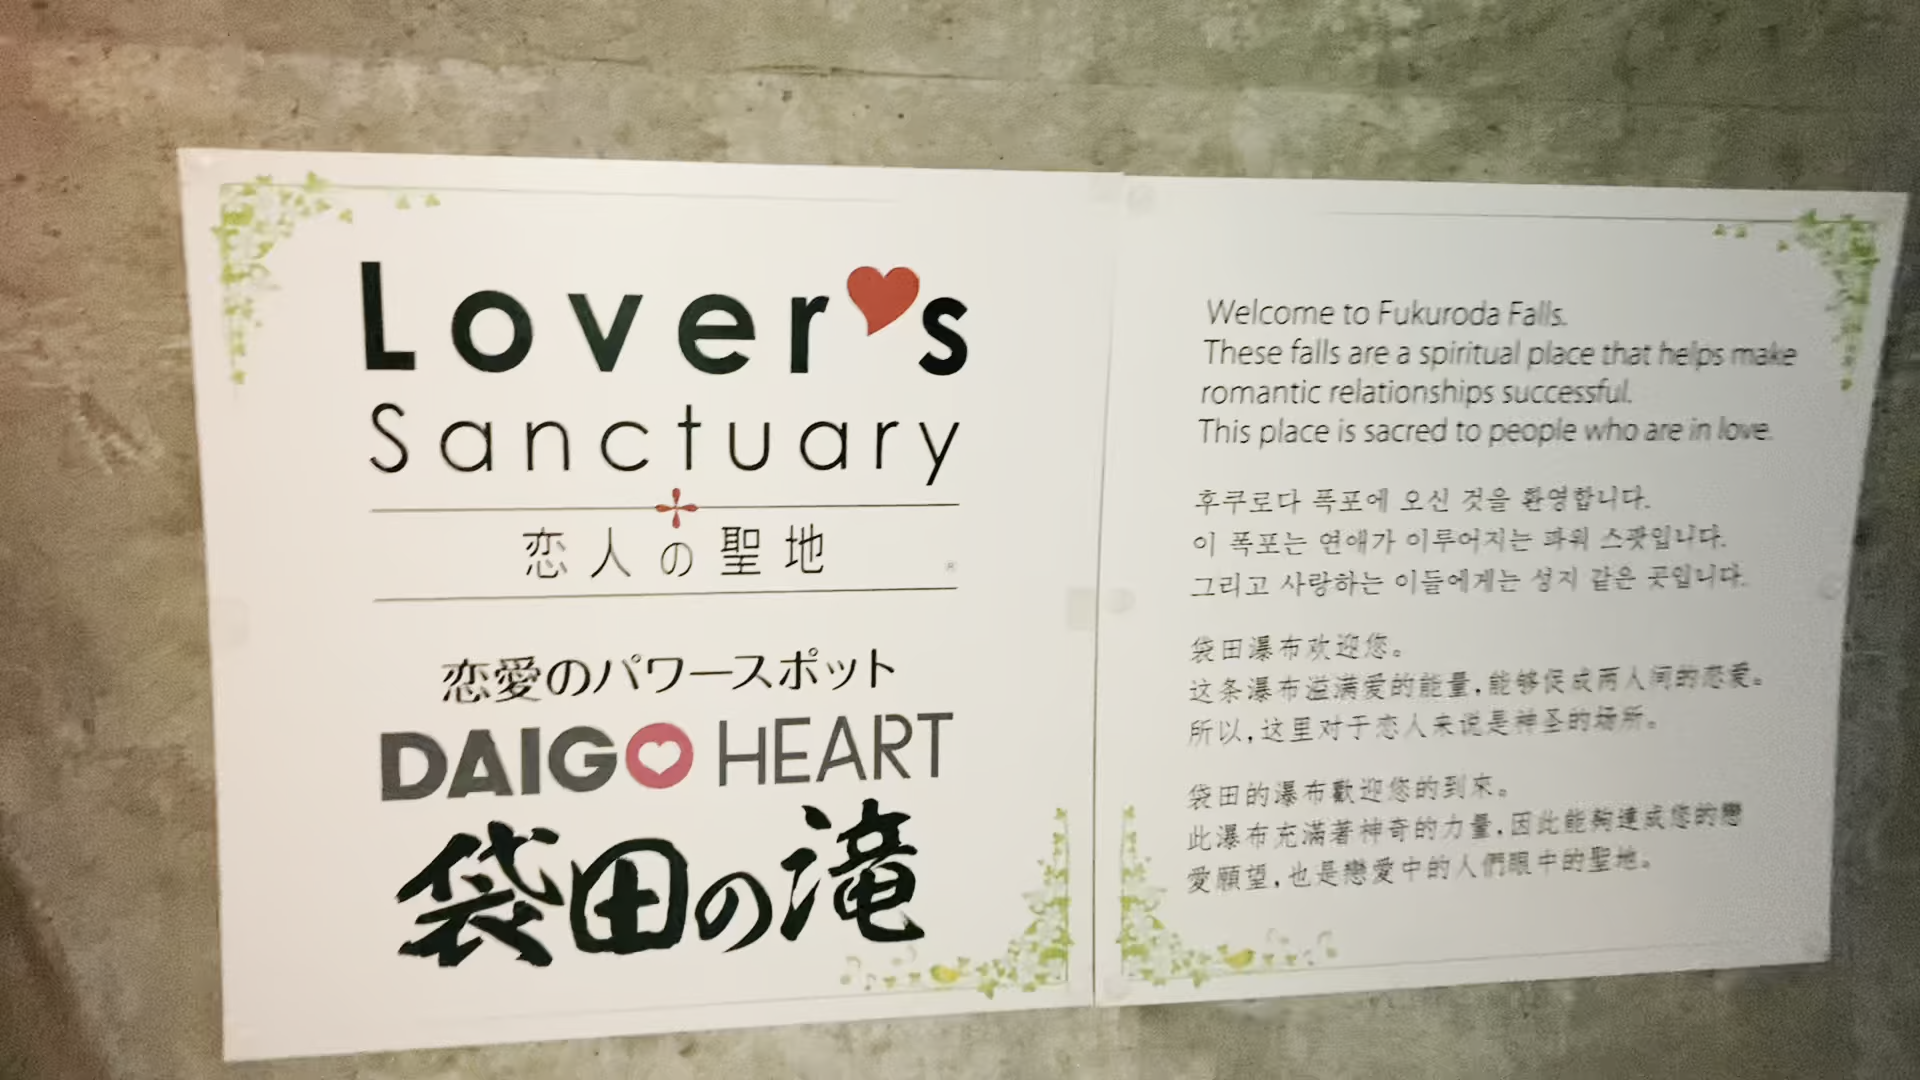 Lover's
Sanctuary
恋人の聖地
®
恋愛のパワースポット
DAIGO HEART
袋田の滝
Welcome to Fukuroda Falls.
These falls are a spiritual place that helps make
romantic relationships successful.
This place is sacred to people who are in love.
후쿠로다 폭포에 오신 것을 환영합니다.
이 폭포는 연애가 이루어지는 파워 스팟입니다.
그리고 사랑하는 이들에게는 성지 같은 곳입니다.
袋田瀑布欢迎您。
这条瀑布溢满爱的能量,能够促成两人间的恋爱。
所以,这里对于恋人来说是神圣的场所。
袋田的瀑布歡迎您的到來。
此瀑布充滿著神奇的力量,因此能夠達成您的戀
愛願望,也是戀愛中的人們眼中的聖地。